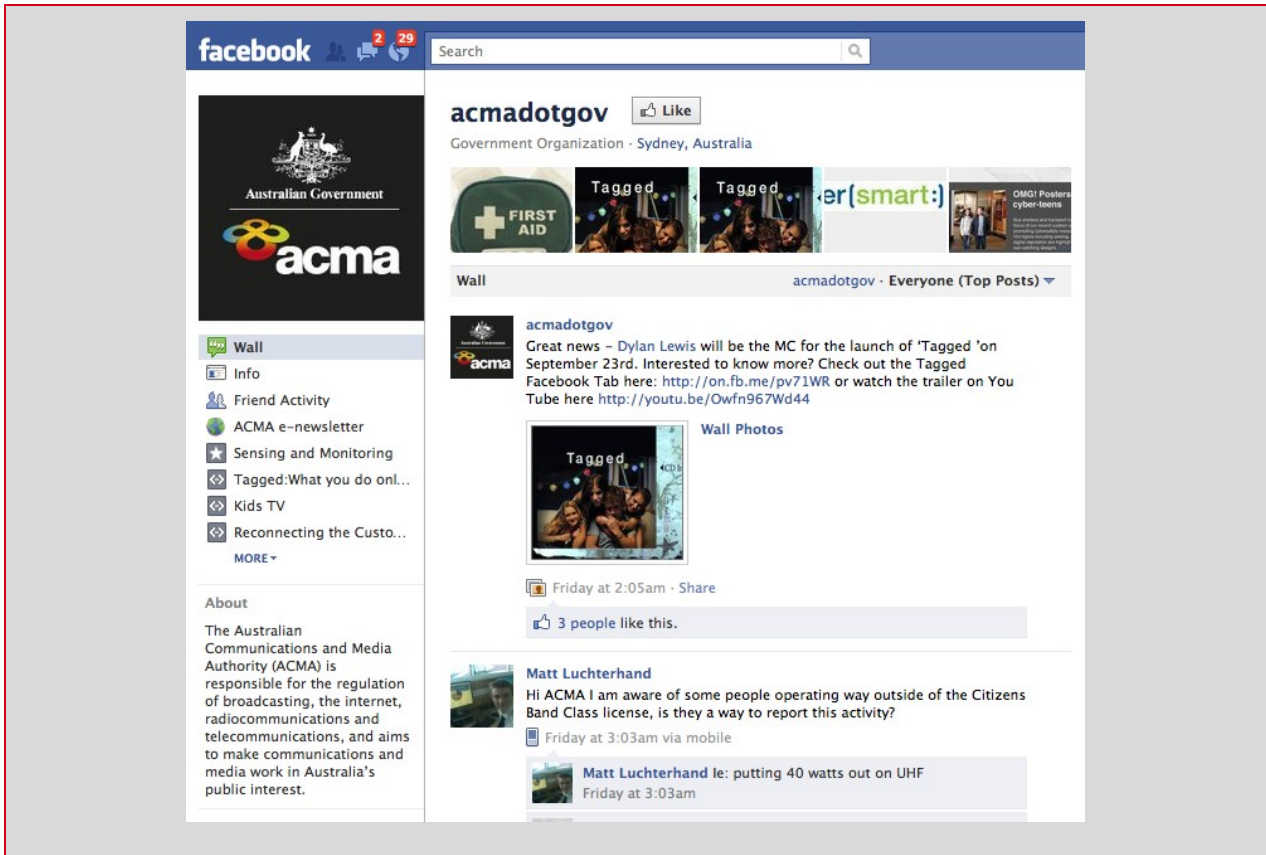 facebook
2
29
Search
Australian Government
acma
Wall
Info
Friend Activity
ACMA e-newsletter
Sensing and Monitoring
Tagged:What you do onl...
Kids TV
Reconnecting the Custo...
MORE
About
The Australian
Communications and Media
Authority (ACMA) is
responsible for the regulation
of broadcasting, the internet,
radiocommunications and
telecommunications, and aims
to make communications and
media work in Australia's
public interest.
acmadotgov
Like
Government Organization · Sydney, Australia
FIRST
AID
Tagged
Tagged
er(smart:)
OMG! Posters
cyber-teens
Wall
acmadotgov · Everyone (Top Posts)
acma
acmadotgov
Great news – Dylan Lewis will be the MC for the launch of ‘Tagged ’on
September 23rd. Interested to know more? Check out the Tagged
Facebook Tab here: http://on.fb.me/pv71WR or watch the trailer on You
Tube here http://youtu.be/Owfn967Wd44
Tagged
Wall Photos
Friday at 2:05am · Share
3 people like this.
Matt Luchterhand
Hi ACMA I am aware of some people operating way outside of the Citizens
Band Class license, is they a way to report this activity?
Friday at 3:03am via mobile
Matt Luchterhand Ie: putting 40 watts out on UHF
Friday at 3:03am